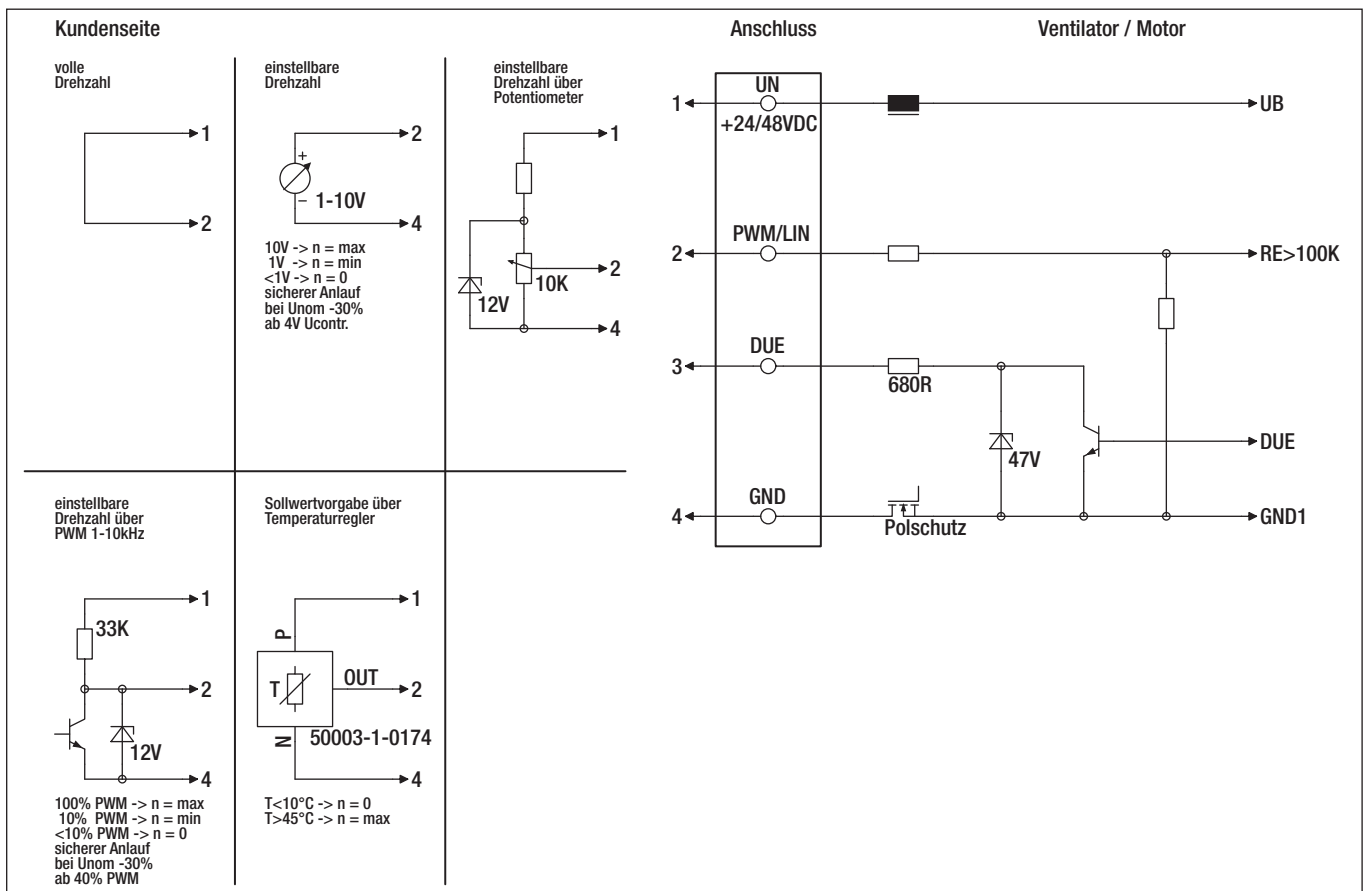 Kundenseite
volle
Drehzahl
1
2
einstellbare
Drehzahl
2
+
– 1-10V
4
10V -> n = max
1V -> n = min
<1V -> n = 0
sicherer Anlauf
bei Unom -30%
ab 4V Ucontr.
einstellbare
Drehzahl über
Potentiometer
1
2
10K
12V
4
einstellbare
Drehzahl über
PWM 1-10kHz
1
33K
2
12V
4
100% PWM -> n = max
10% PWM -> n = min
<10% PWM -> n = 0
sicherer Anlauf
bei Unom -30%
ab 40% PWM
Sollwertvorgabe über
Temperaturregler
1
P
T
OUT
2
N
50003-1-0174
4
T<10°C -> n = 0
T>45°C -> n = max
Anschluss
Ventilator / Motor
1
UN
+24/48VDC
UB
2
PWM/LIN
RE>100K
3
DUE
680R
47V
DUE
4
GND
Polschutz
GND1